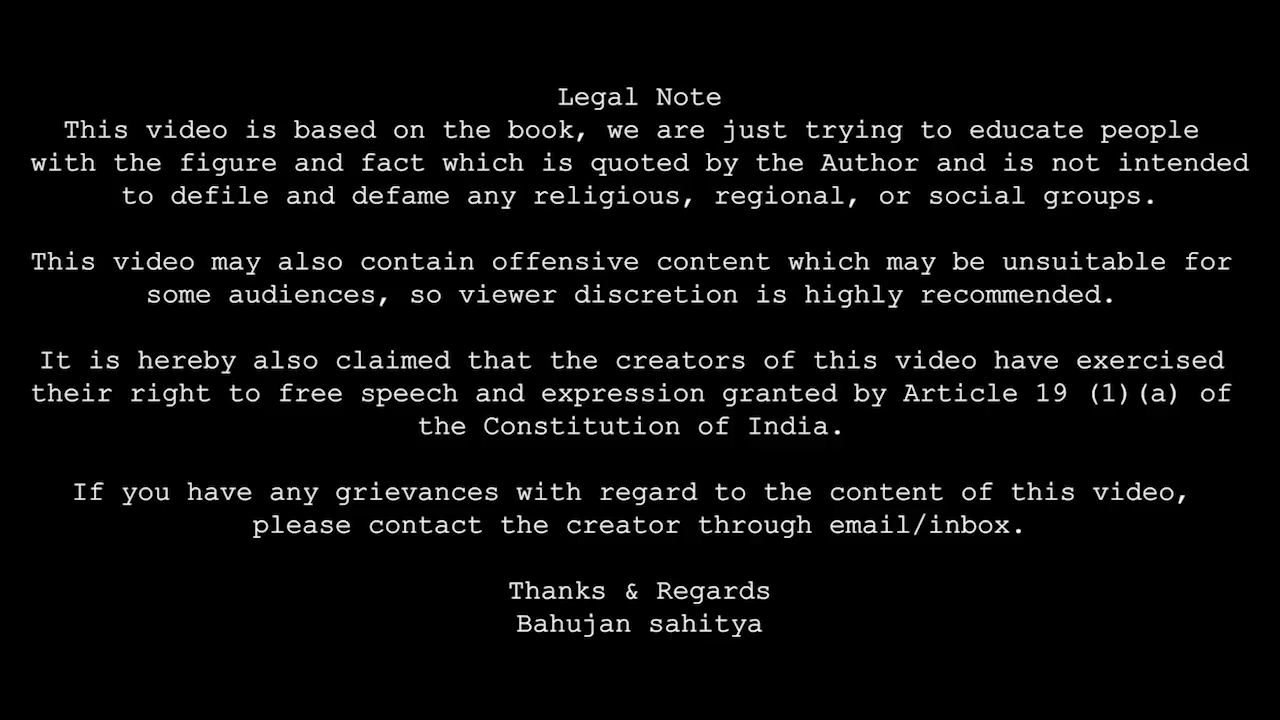 Legal Note
This video is based on the book, we are just trying to educate people
with the figure and fact which is quoted by the Author and is not intended
to defile and defame any religious, regional, or social groups.
This video may also contain offensive content which may be unsuitable for
some audiences, so viewer discretion is highly recommended.
It is hereby also claimed that the creators of this video have exercised
their right to free speech and expression granted by Article 19 (1)(a) of
the Constitution of India.
If you have any grievances with regard to the content of this video,
please contact the creator through email/inbox.
Thanks & Regards
Bahujan sahitya